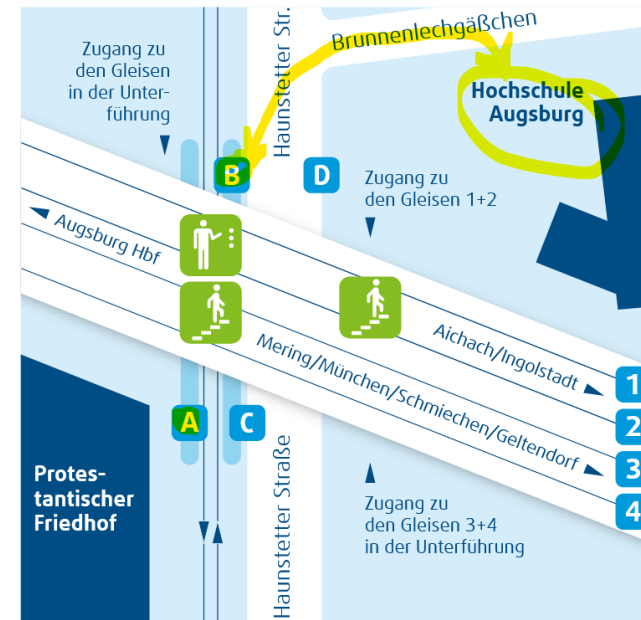 Zugang zu
den Gleisen
in der Unter-
führung
Haunstetter Str.
Brunnenlechgäßchen
Hochschule
Augsburg
B
D
Zugang zu
den Gleisen 1+2
Augsburg Hbf
Aichach/Ingolstadt
Mering/München/Schmiechen/Geltendorf
1
2
3
4
A
C
Protes-
tantischer
Friedhof
Haunstetter Straße
Zugang zu
den Gleisen 3+4
in der Unterführung